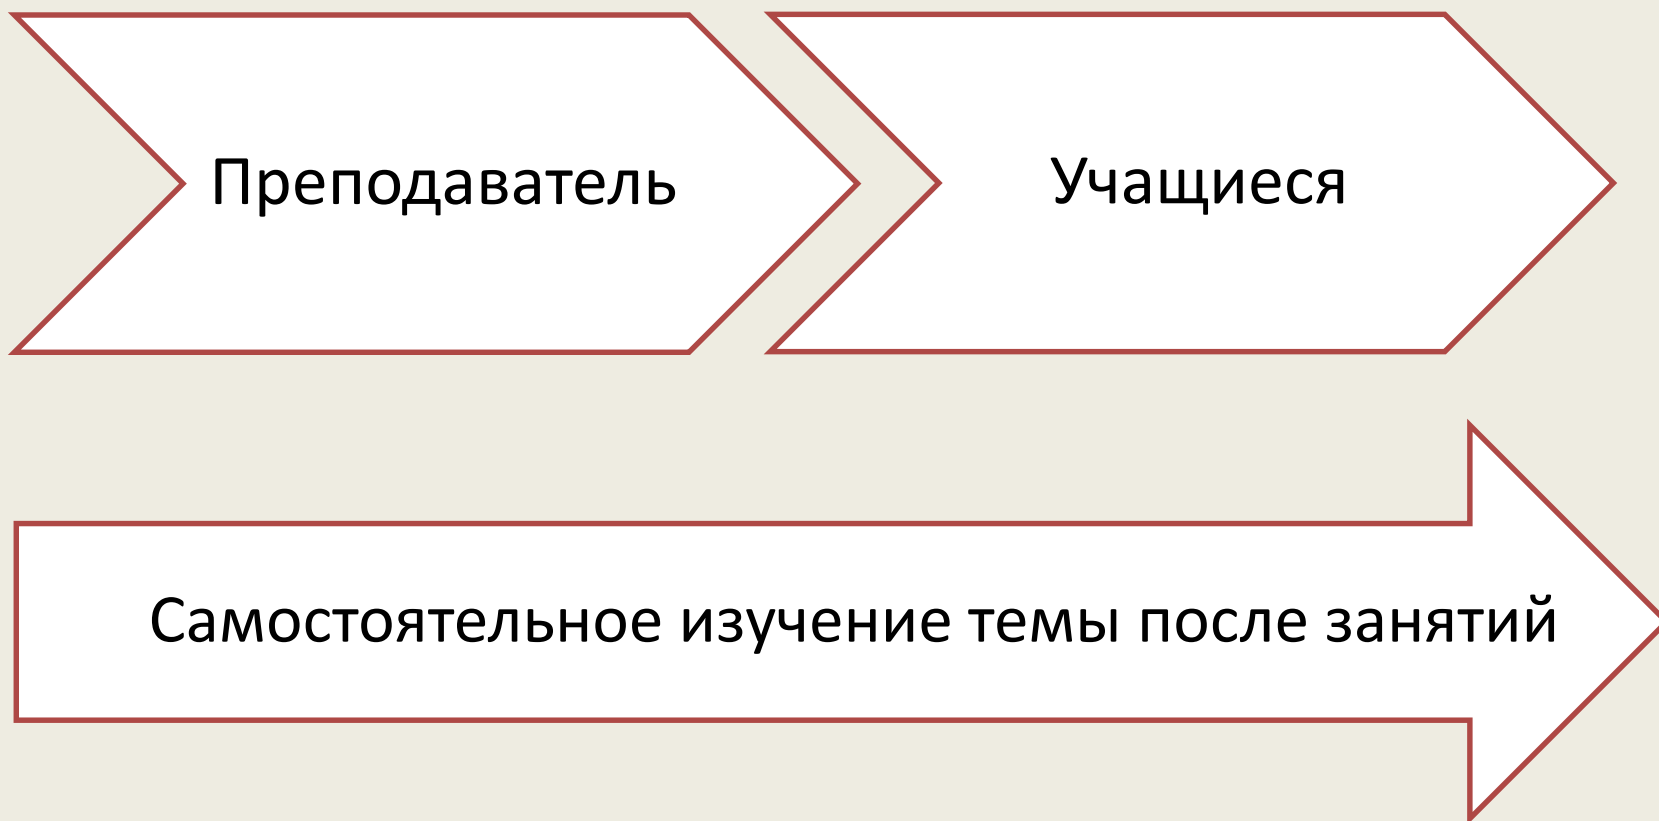 Преподаватель
Учащиеся
Самостоятельное изучение темы после занятий